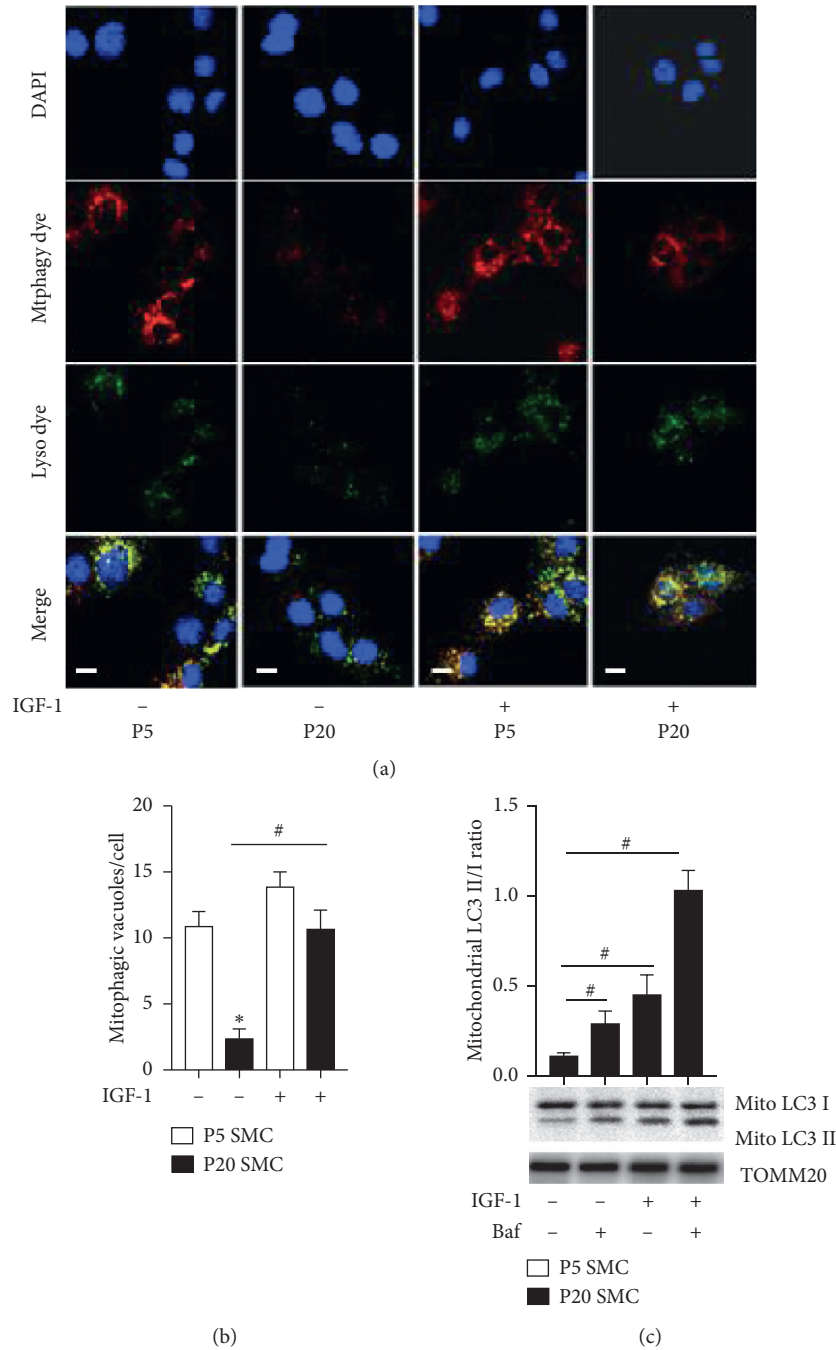 DAPI
Mtphagy dye
Lyso dye
Merge
IGF-1 – – + +
P5 P20 P5 P20
(a)
20
15
10
5
0
Mitophagic vacuoles/cell
#
*
IGF-1 – – + +
P5 SMC
P20 SMC
(b)
1.5
1.0
0.5
0.0
Mitochondrial LC3 II/I ratio
#
#
#
Mito LC3 I
Mito LC3 II
TOMM20
IGF-1 – – + +
Baf – + – +
P5 SMC
P20 SMC
(c)